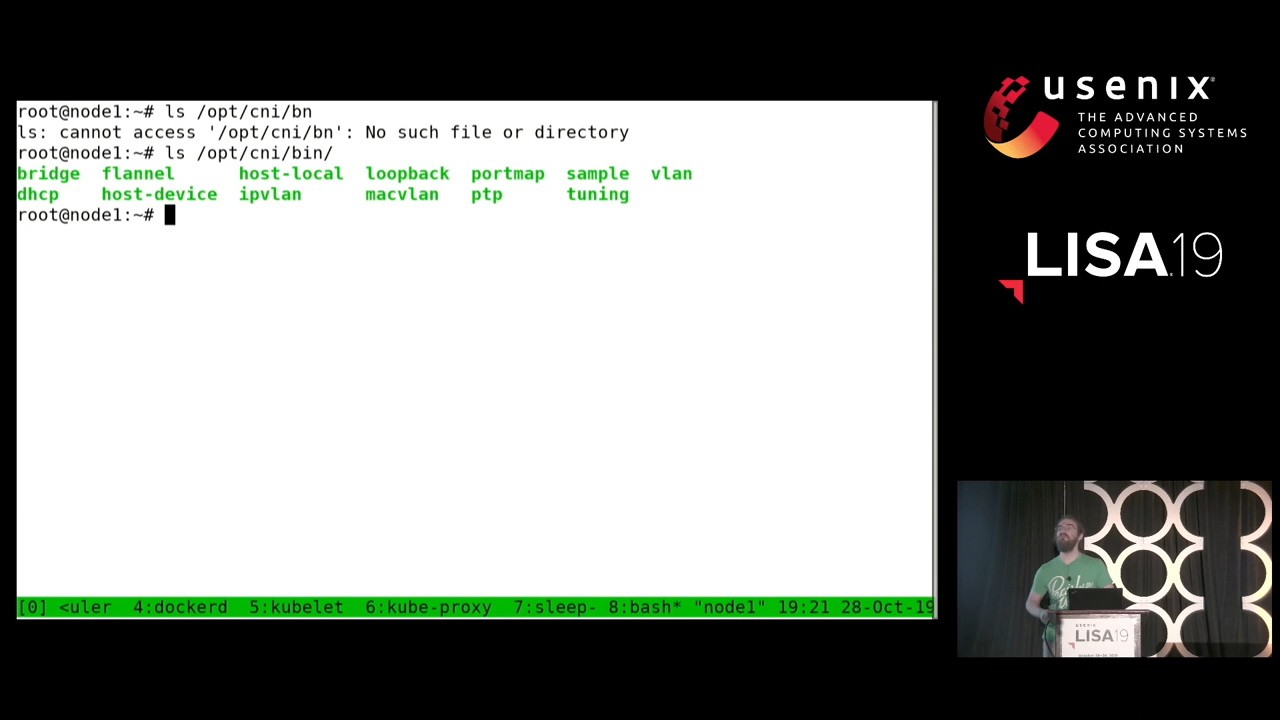 root@node1:~# ls /opt/cni/bn
ls: cannot access '/opt/cni/bn': No such file or directory
root@node1:~# ls /opt/cni/bin/
bridge flannel host-local loopback portmap sample vlan
dhcp host-device ipvlan macvlan ptp tuning
root@node1:~#
[0] <uler 4:dockerd 5:kubelet 6:kube-proxy 7:sleep- 8:bash* "node1" 19:21 28-Oct-19
usenix
THE ADVANCED
COMPUTING SYSTEMS
ASSOCIATION
LISA19
usenix
LISA19